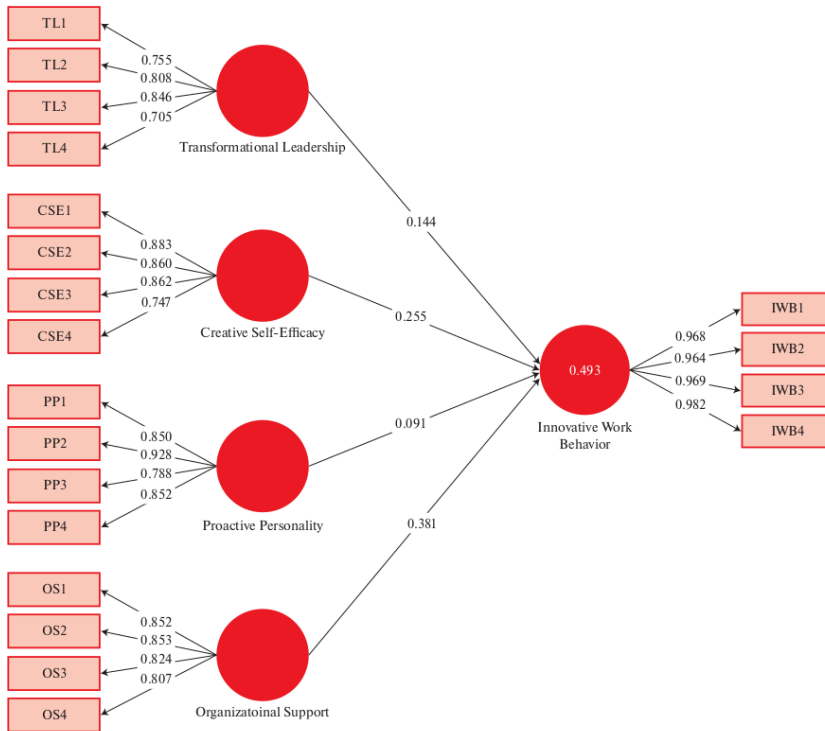 TL1
TL2
TL3
TL4
0.755
0.808
0.846
0.705
Transformational Leadership
0.144
CSE1
CSE2
CSE3
CSE4
0.883
0.860
0.862
0.747
Creative Self-Efficacy
0.255
PP1
PP2
PP3
PP4
0.850
0.928
0.788
0.852
Proactive Personality
0.091
OS1
OS2
OS3
OS4
0.852
0.853
0.824
0.807
Organizatoinal Support
0.381
0.493
Innovative Work
Behavior
0.968
0.964
0.969
0.982
IWB1
IWB2
IWB3
IWB4